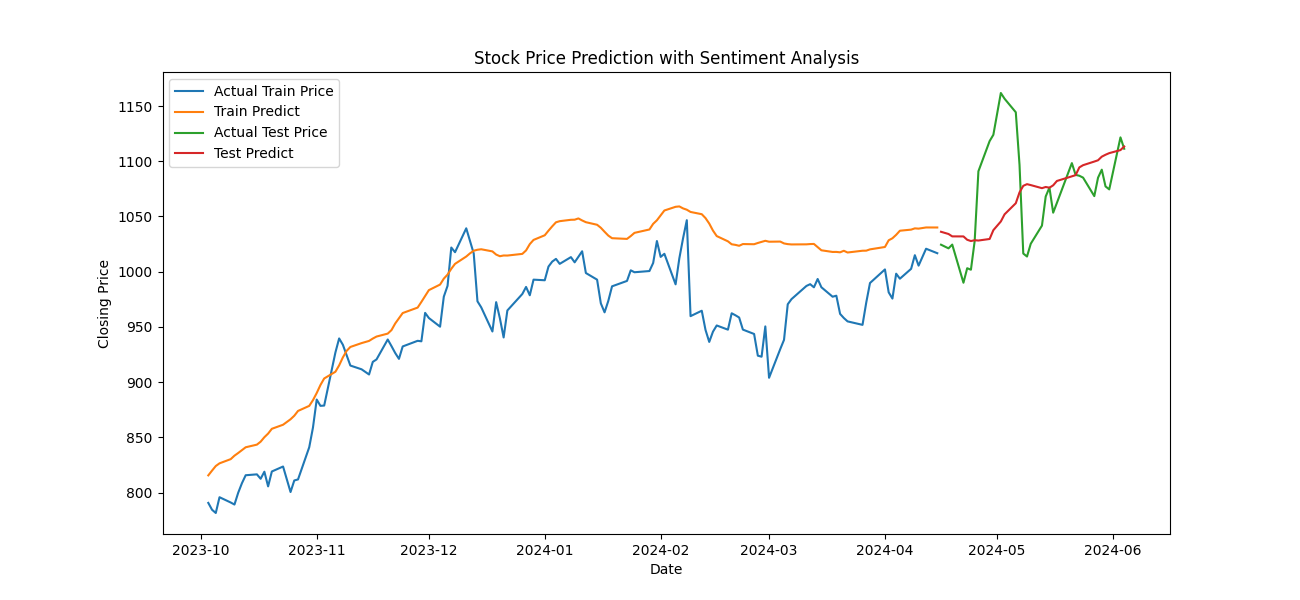 Stock Price Prediction with Sentiment Analysis
Actual Train Price
Train Predict
Actual Test Price
Test Predict
Closing Price
1150
1100
1050
1000
950
900
850
800
2023-10 2023-11 2023-12 2024-01 2024-02 2024-03 2024-04 2024-05 2024-06
Date